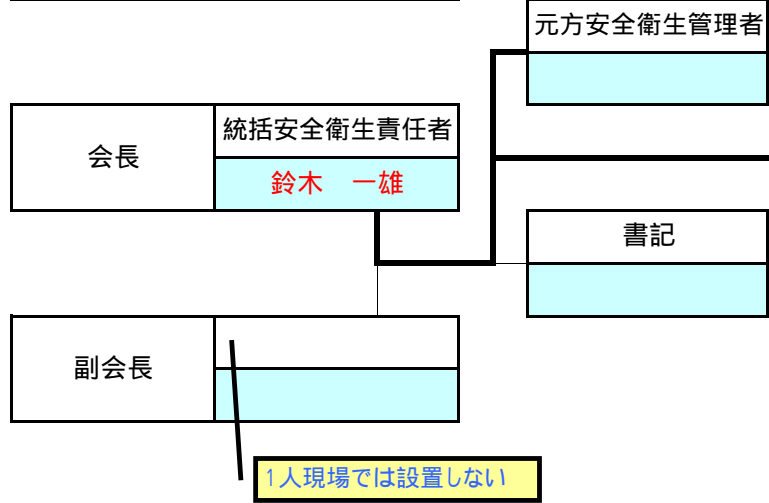 元方安全衛生管理者
会長
統括安全衛生責任者
鈴木　一雄
書記
副会長
1人現場では設置しない